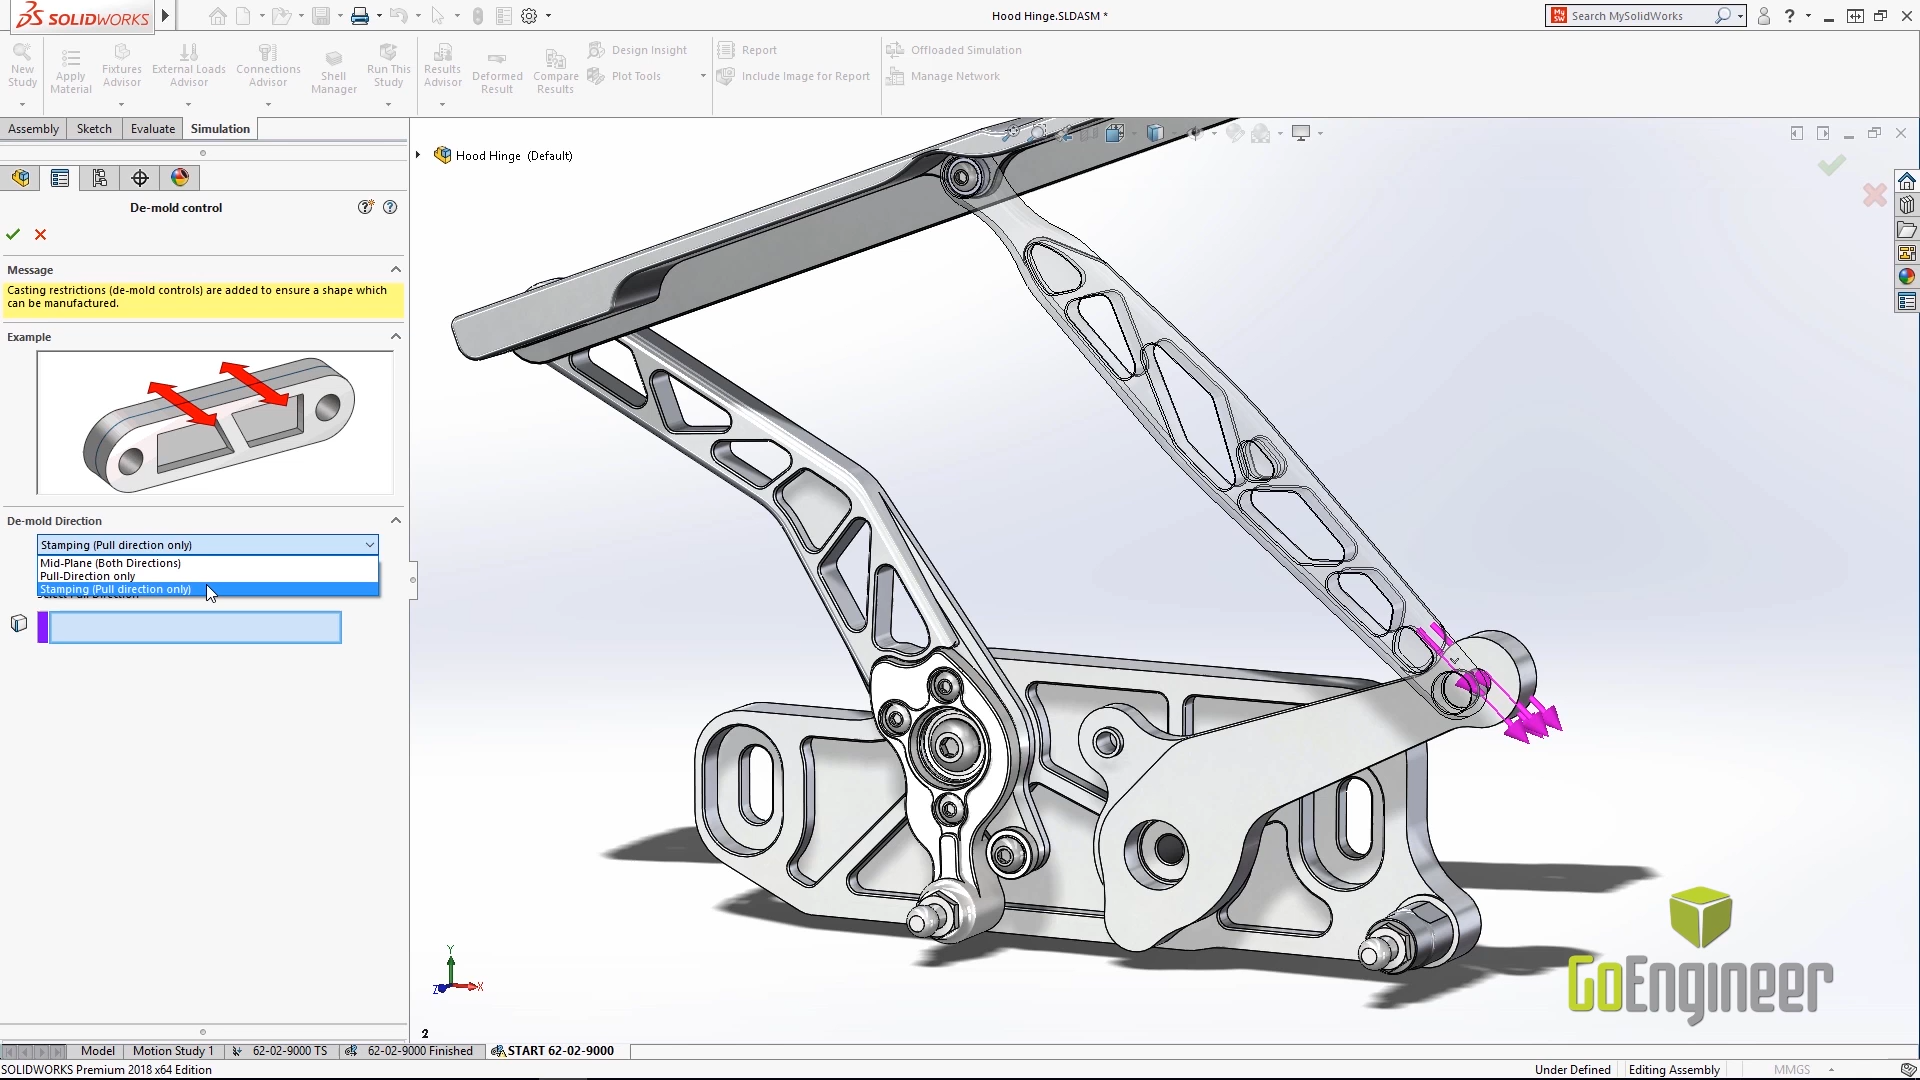 SOLIDWORKS
Hood Hinge.SLDASM *
Search MySolidWorks
New Study
Apply Material
Fixtures Advisor
External Loads Advisor
Connections Advisor
Shell Manager
Run This Study
Results Advisor
Deformed Result
Compare Results
Design Insight
Plot Tools
Report
Include Image for Report
Offloaded Simulation
Manage Network
Assembly
Sketch
Evaluate
Simulation
Hood Hinge (Default)
De-mold control
Message
Casting restrictions (de-mold controls) are added to ensure a shape which
can be manufactured.
Example
De-mold Direction
Stamping (Pull direction only)
Mid-Plane (Both Directions)
Pull-Direction only
Stamping (Pull direction only)
Y
Z
X
GoEngineer
2
Model
Motion Study 1
62-02-9000 TS
62-02-9000 Finished
START 62-02-9000
SOLIDWORKS Premium 2018 x64 Edition
Under Defined
Editing Assembly
MMGS